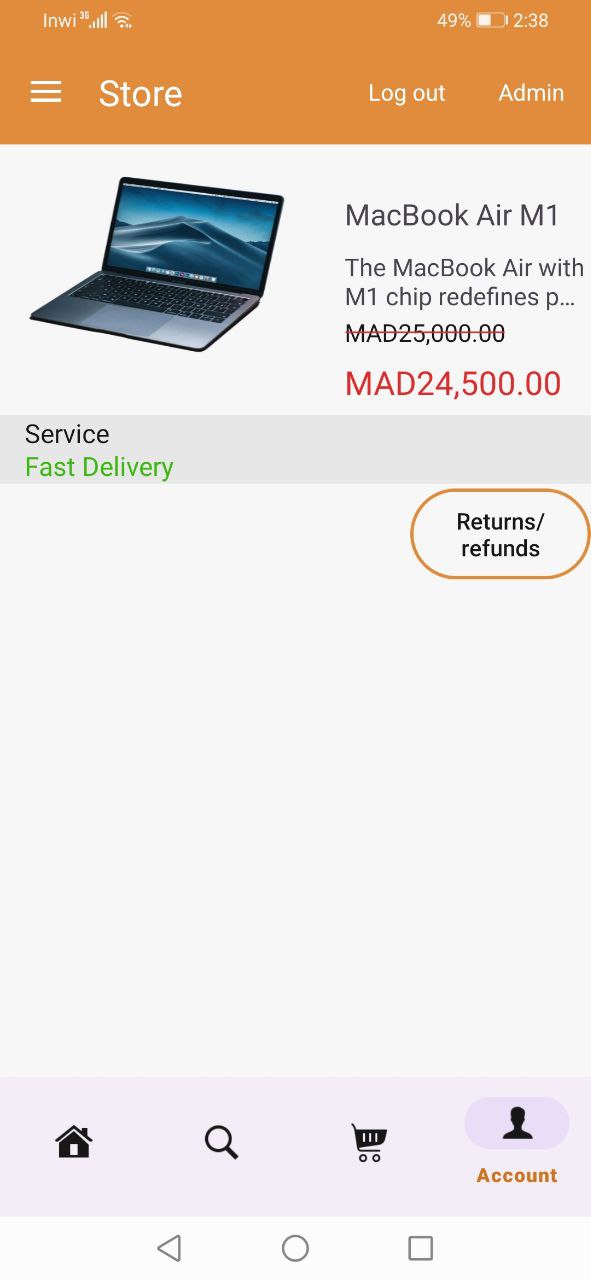 Inwi 3G 49% 2:38
Store Log out Admin
MacBook Air M1
The MacBook Air with
M1 chip redefines p...
MAD25,000.00
MAD24,500.00
Service
Fast Delivery
Returns/
refunds
Account